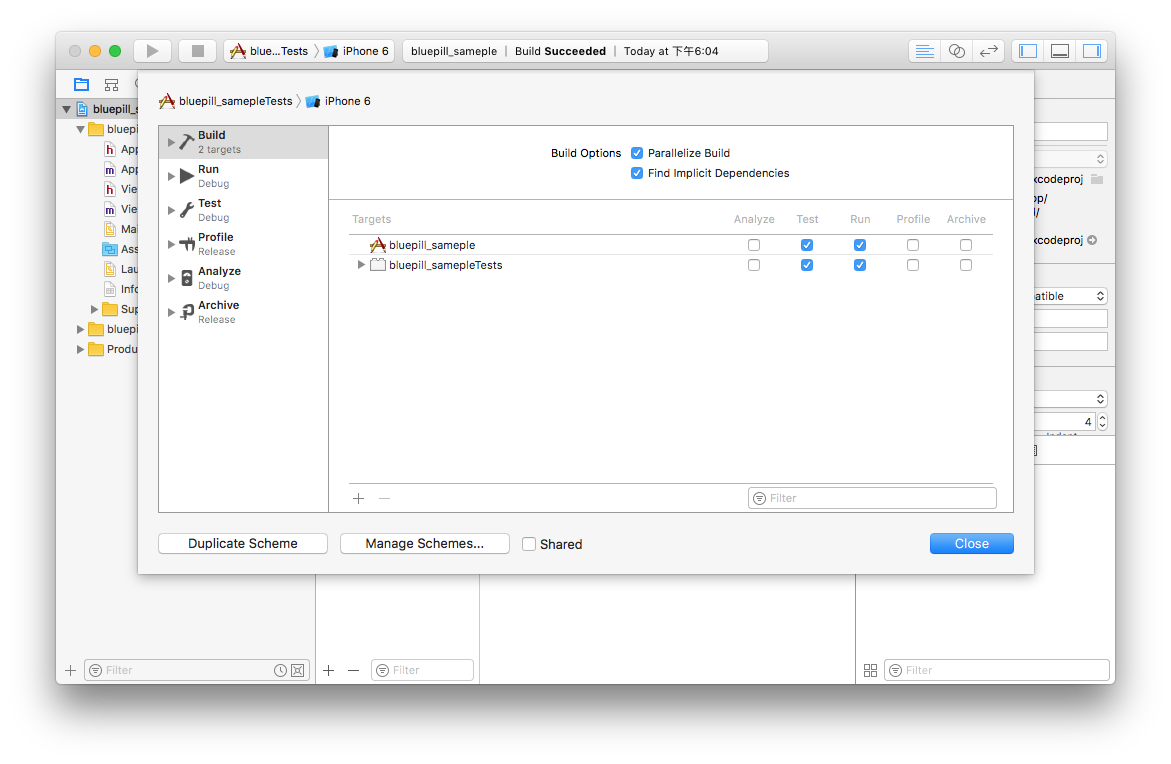 blue...Tests iPhone 6 bluepill_sameple | Build Succeeded | Today at 下午6:04
bluepill_samepleTests iPhone 6
bluepill_s
bluepi
App
App
Vie
Vie
Mai
Ass
Lau
Info
Sup
bluepi
Produ
Build
2 targets
Run
Debug
Test
Debug
Profile
Release
Analyze
Debug
Archive
Release
Build Options Parallelize Build
Find Implicit Dependencies
Targets Analyze Test Run Profile Archive
bluepill_sameple
bluepill_samepleTests
Filter
Duplicate Scheme Manage Schemes... Shared Close
xcodeproj
op/
xcodeproj
atible
4
Filter
Filter
Filter